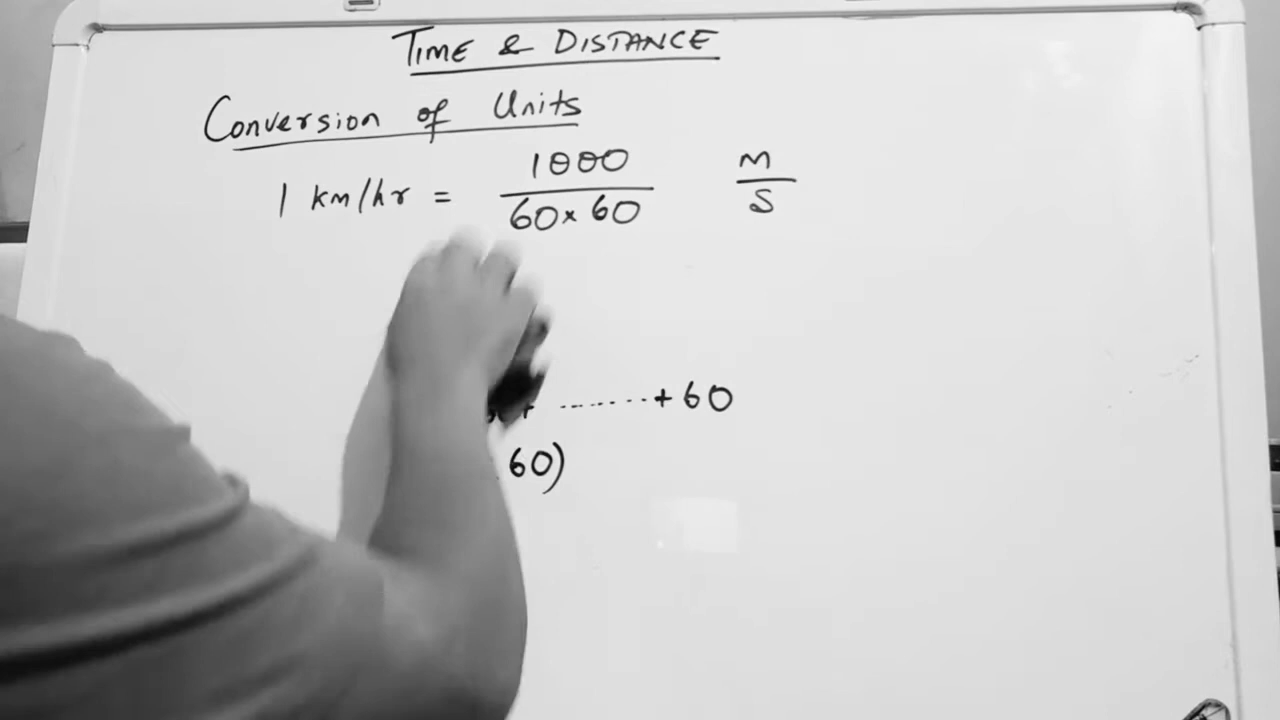 TIME & DISTANCE
Conversion of Units
1 km/hr = 1000 / 60 × 60 M / S
+ ........ + 60
60)